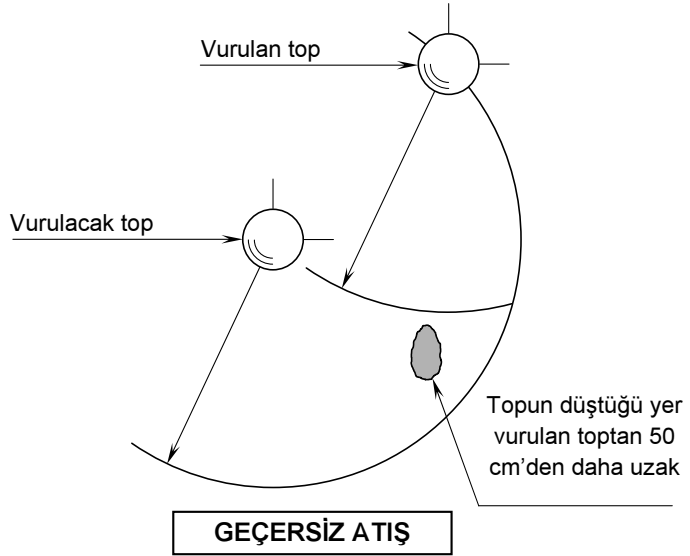 Vurulan top
Vurulacak top
Topun düştüğü yer
vurulan toptan 50
cm'den daha uzak
GEÇERSİZ ATIŞ